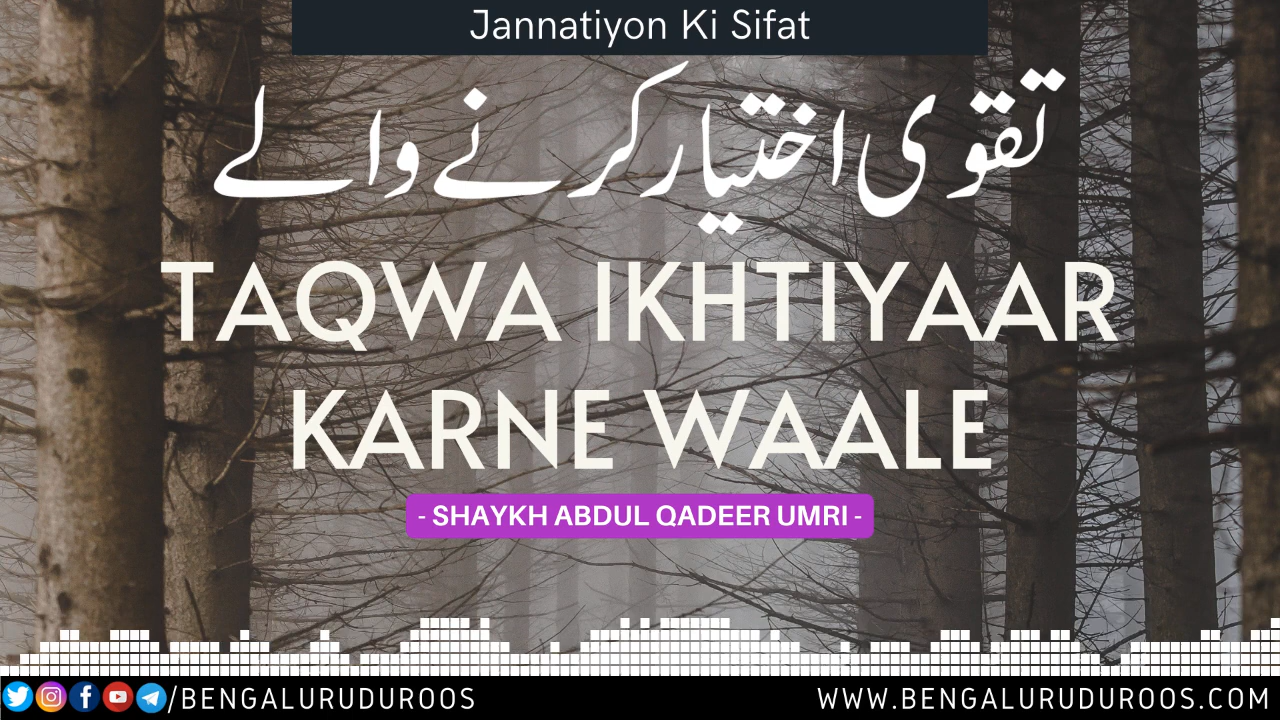 Jannatiyon Ki Sifat
تقوی اختیار کرنے والے
TAQWA IKHTIYAAR
KARNE WAALE
- SHAYKH ABDUL QADEER UMRI -
/BENGALURUDUROOS
WWW.BENGALURUDUROOS.COM